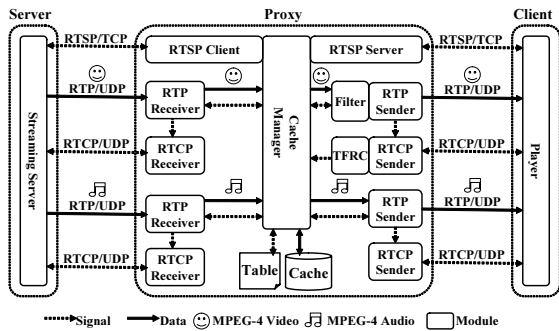 Server
Proxy
Client
RTSP/TCP
RTSP Client
RTSP Server
RTSP/TCP
Streaming Server
RTP/UDP
RTP
Receiver
Cache
Manager
Filter
RTP
Sender
RTP/UDP
Player
RTCP/UDP
RTCP
Receiver
TFRC
RTCP
Sender
RTCP/UDP
RTP/UDP
RTP
Receiver
RTP
Sender
RTP/UDP
RTCP/UDP
RTCP
Receiver
Table
Cache
RTCP
Sender
RTCP/UDP
Signal
Data
MPEG-4 Video
MPEG-4 Audio
Module